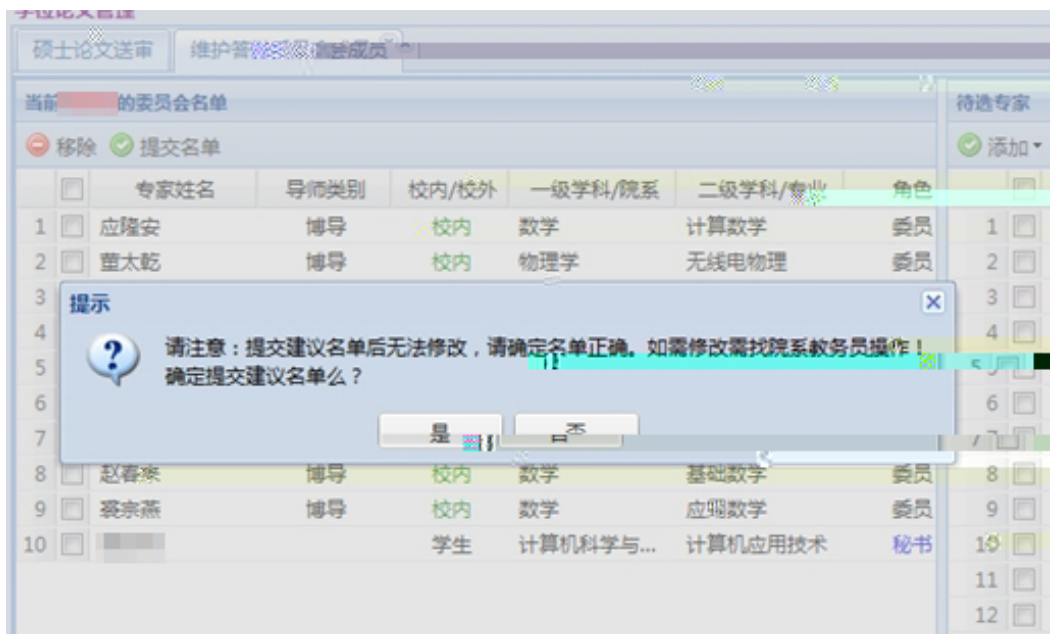 学位论文管理
硕士论文送审 维护答
当前 的委员会名单 待选专家
移除 提交名单 添加
专家姓名 导师类别 校内/校外 一级学科/院系 二级学科/专业 角色
1 应隆安 博导 校内 数学 计算数学 委员 1
2 董太乾 博导 校内 物理学 无线电物理 委员 2
3 提示 3
4 请注意：提交建议名单后无法修改，请确定名单正确。如需修改需找院系教务员操作！ 4
5 确定提交建议名单么？ 5
6 6
7 是 否 7
8 赵春来 博导 校内 数学 基础数学 委员 8
9 裘宗燕 博导 校内 数学 应用数学 委员 9
10 学生 计算机科学与... 计算机应用技术 秘书 10
11
12